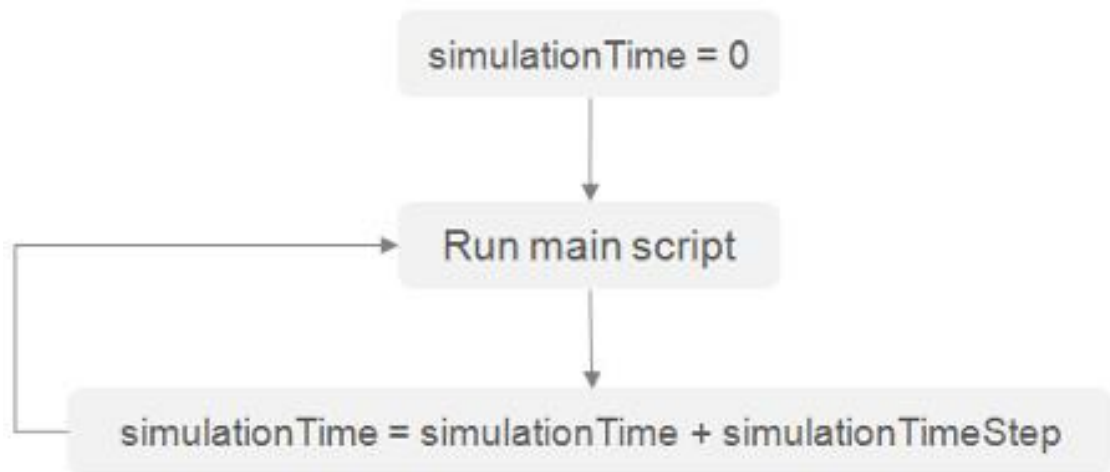 simulationTime = 0
Run main script
simulationTime = simulationTime + simulationTimeStep